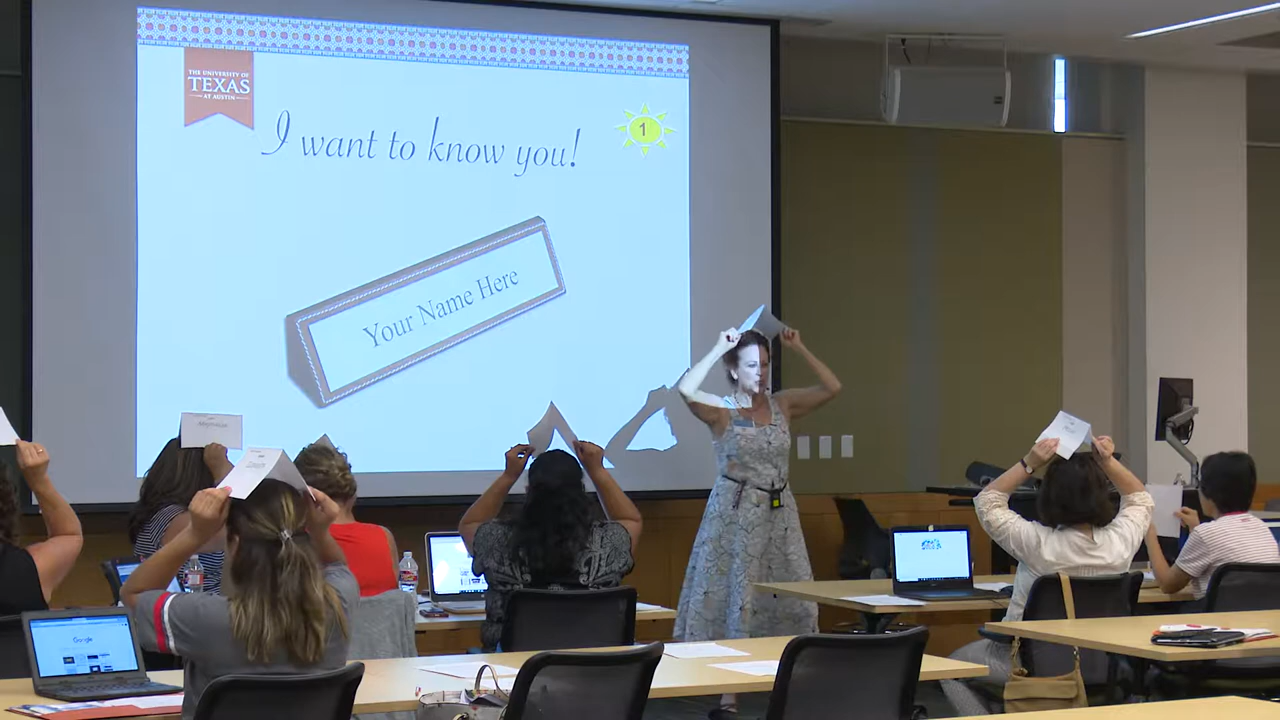 THE UNIVERSITY OF
TEXAS
AT AUSTIN
I want to know you!
1
Your Name Here
Google